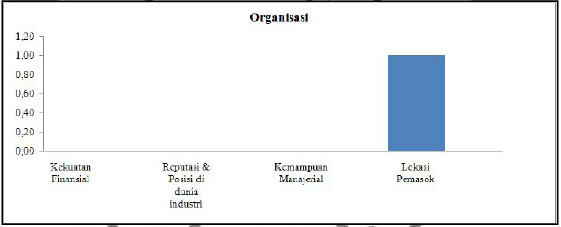 Organisasi
1,20
1,00
0,80
0,60
0,40
0,20
0,00
Kekuatan
Finansial
Reputasi &
Posisi di
dunia
industri
Kemampuan
Manajerial
Lokasi
Pemasok